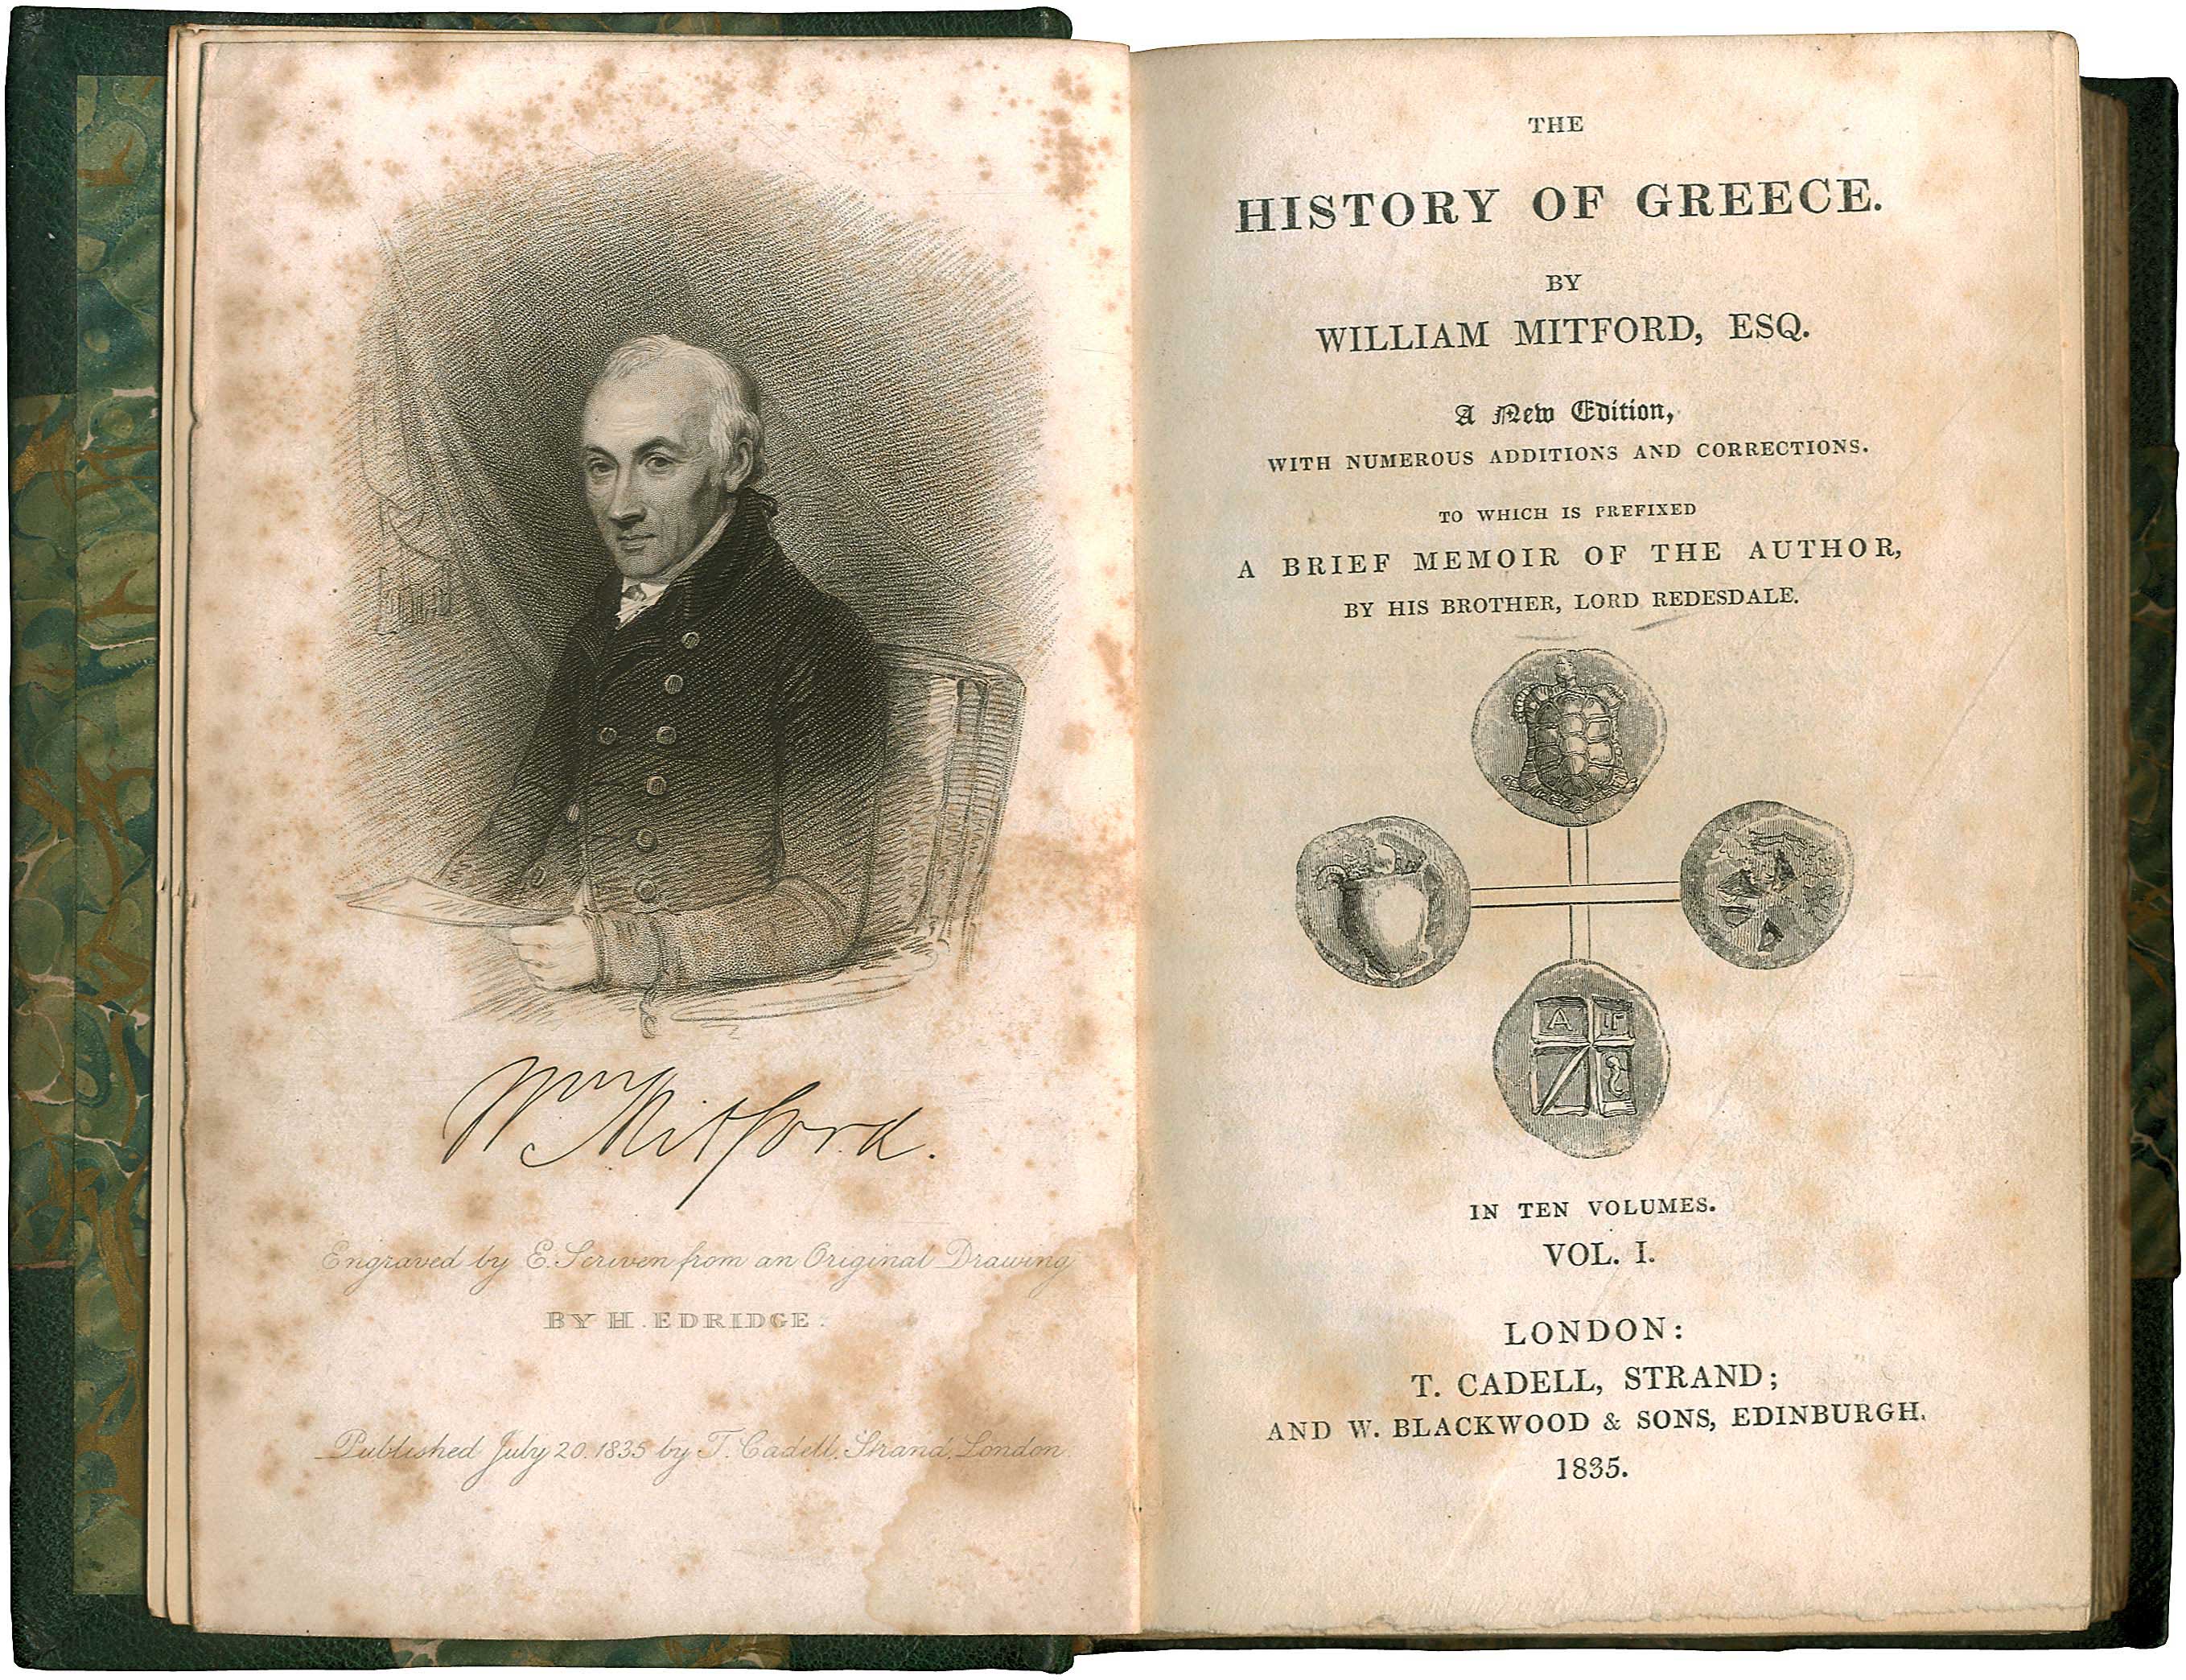 Wm Mitford.
Engraved by E. Scriven from an Original Drawing
BY H. EDRIDGE.
Published July 20. 1835 by T. Cadell, Strand, London.
THE
HISTORY OF GREECE.
BY
WILLIAM MITFORD, ESQ.
A New Edition,
WITH NUMEROUS ADDITIONS AND CORRECTIONS.
TO WHICH IS PREFIXED
A BRIEF MEMOIR OF THE AUTHOR,
BY HIS BROTHER, LORD REDESDALE.
IN TEN VOLUMES.
VOL. I.
LONDON:
T. CADELL, STRAND;
AND W. BLACKWOOD & SONS, EDINBURGH.
1835.